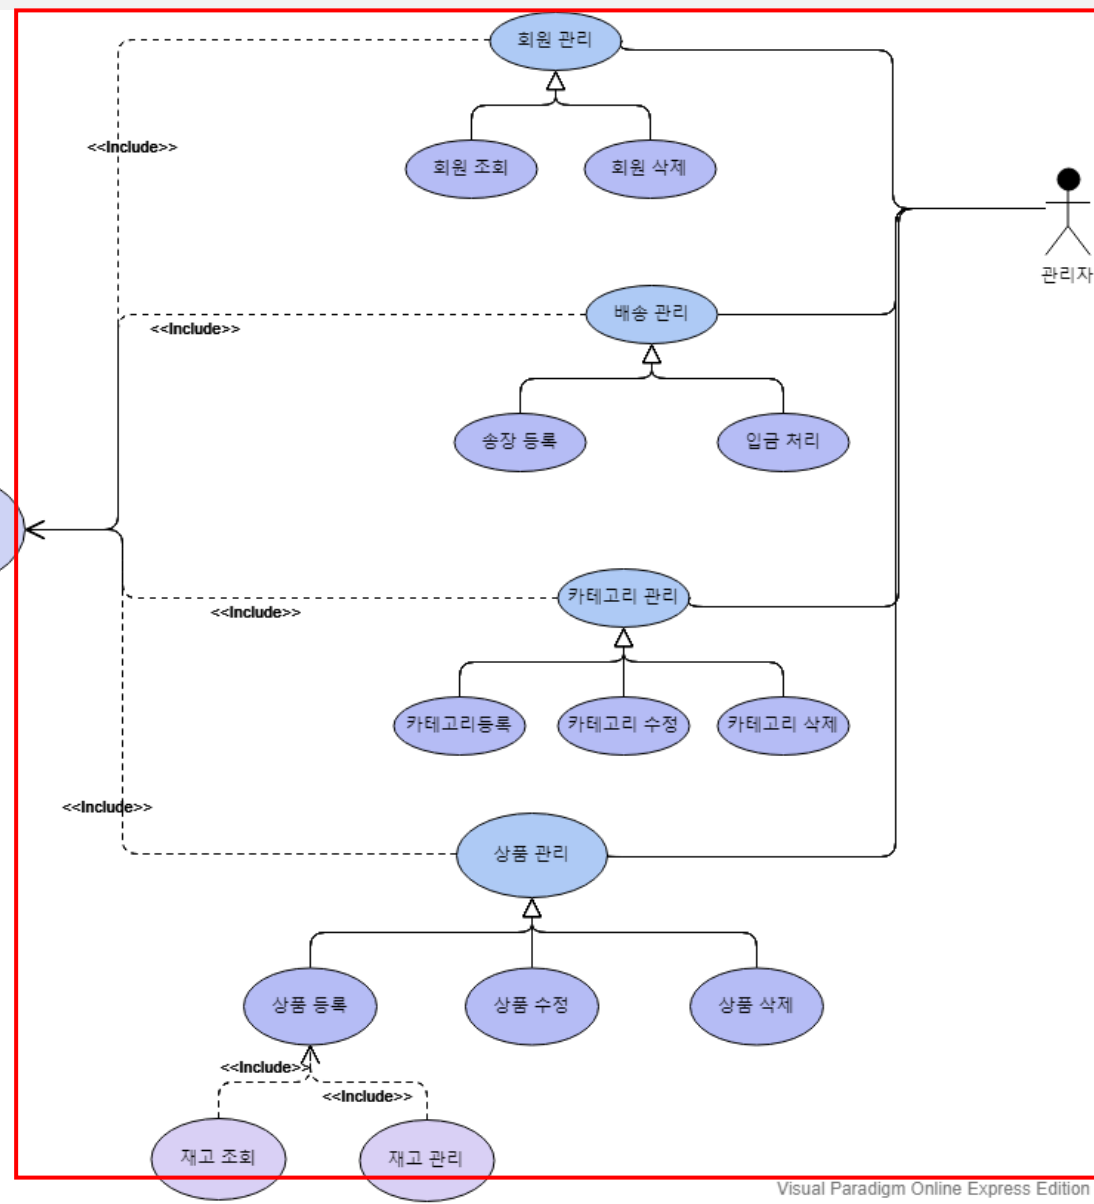 회원 관리
<<Include>>
회원 조회
회원 삭제
관리자
배송 관리
<<Include>>
송장 등록
입금 처리
카테고리 관리
<<Include>>
카테고리등록
카테고리 수정
카테고리 삭제
<<Include>>
상품 관리
상품 등록
상품 수정
상품 삭제
<<Include>>
<<Include>>
재고 조회
재고 관리
Visual Paradigm Online Express Edition